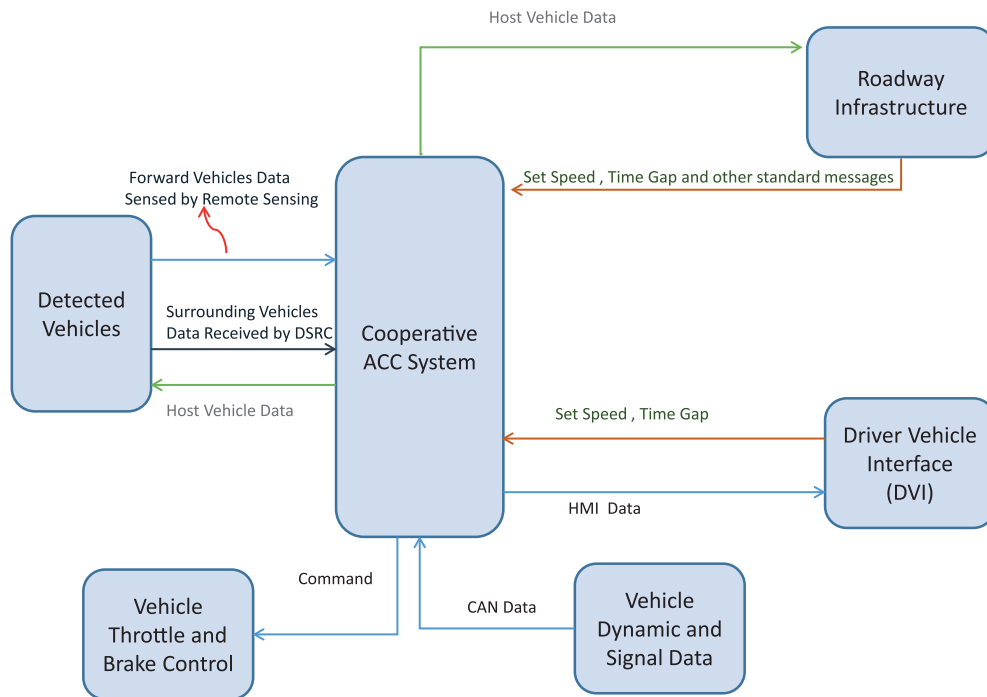 Host Vehicle Data
Roadway
Infrastructure
Set Speed , Time Gap and other standard messages
Forward Vehicles Data
Sensed by Remote Sensing
Detected
Vehicles
Surrounding Vehicles
Data Received by DSRC
Host Vehicle Data
Cooperative
ACC System
Set Speed , Time Gap
Driver Vehicle
Interface
(DVI)
HMI Data
Command
Vehicle
Throttle and
Brake Control
CAN Data
Vehicle
Dynamic and
Signal Data